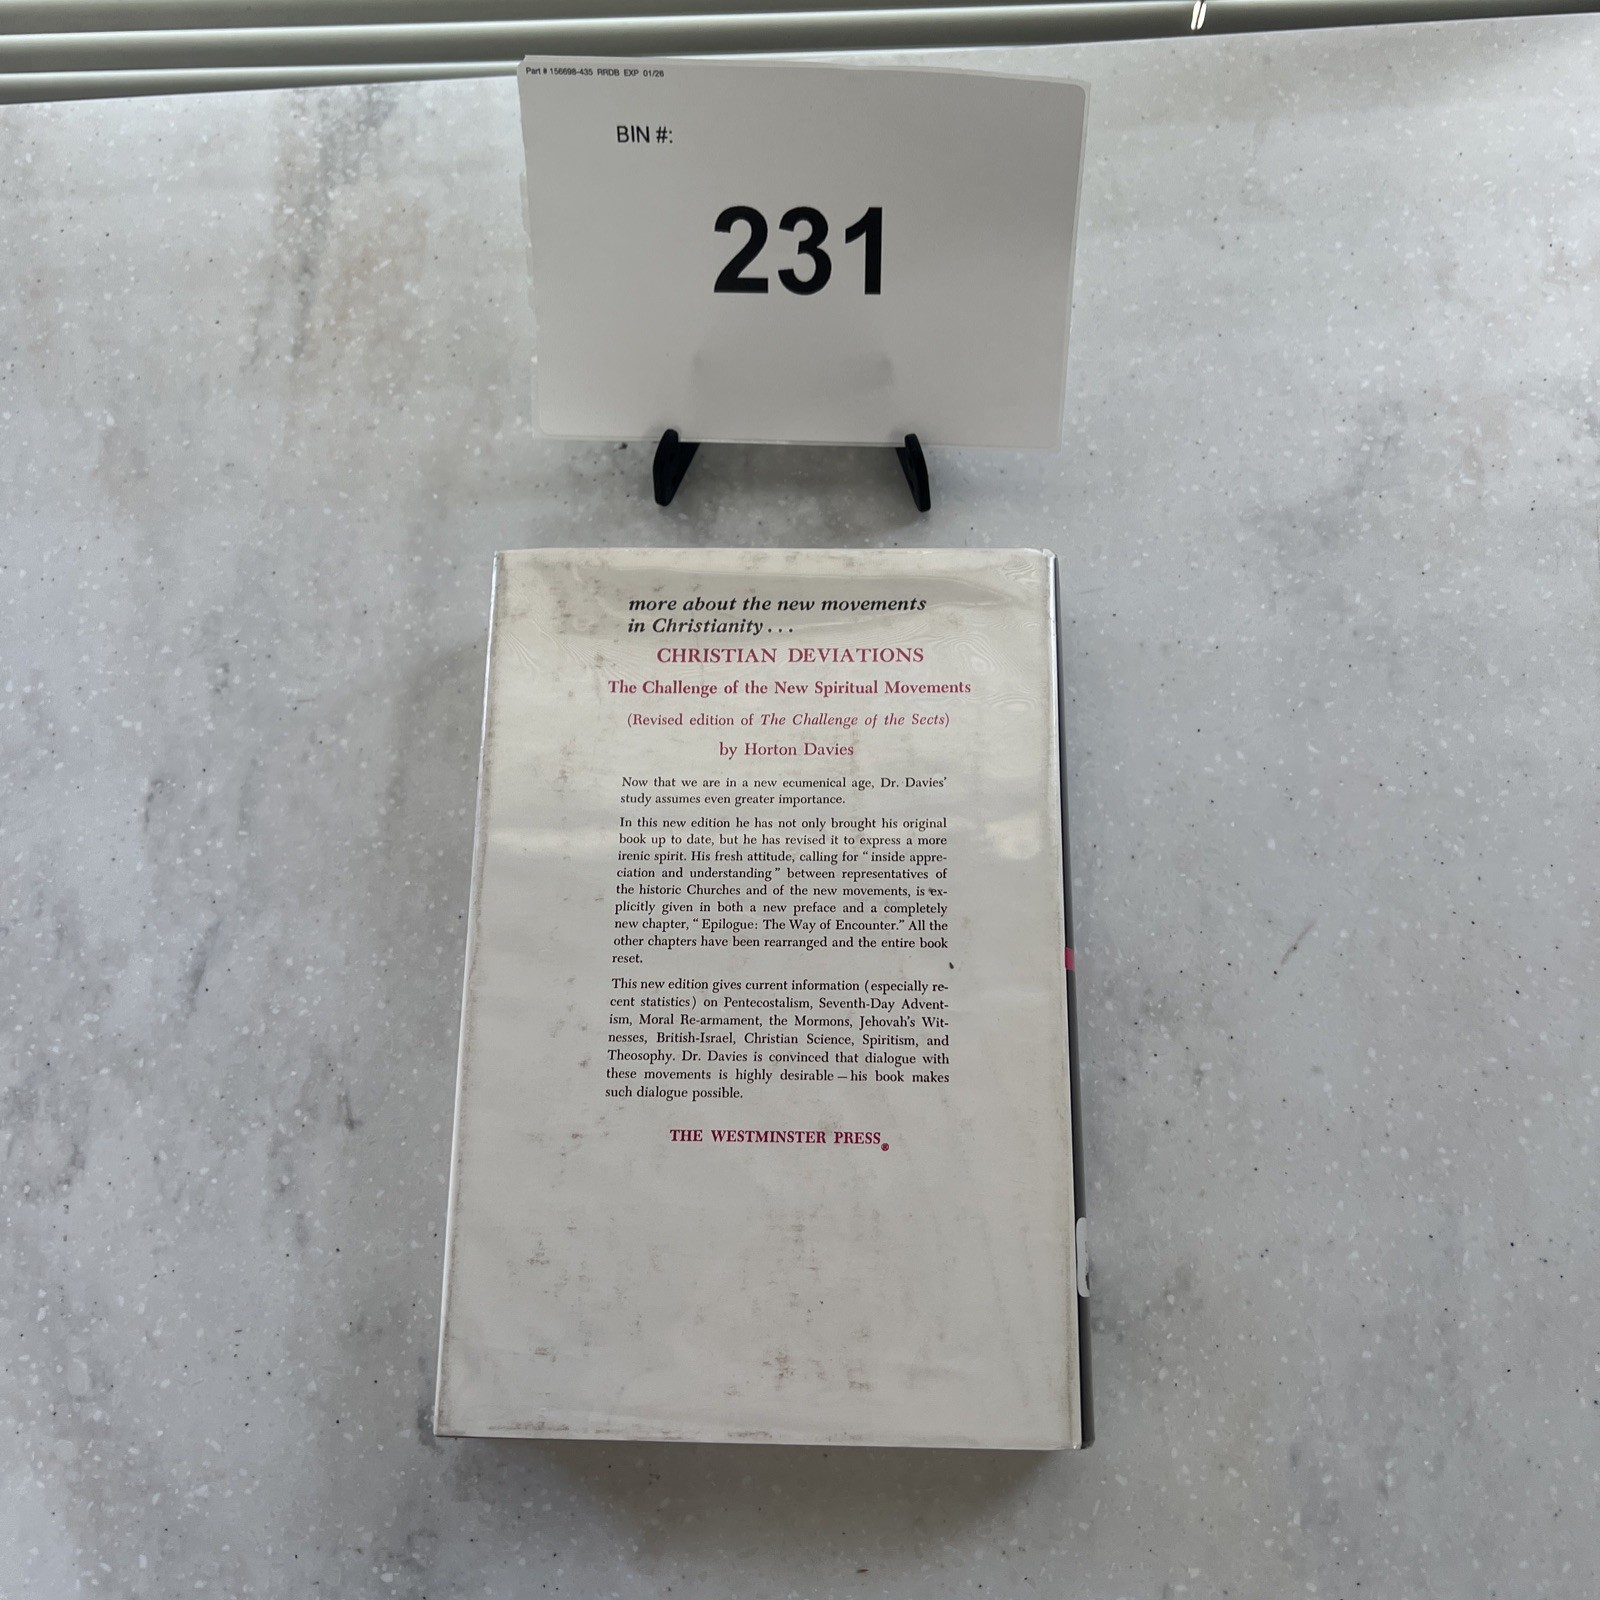 Part # 156698-435 RRDB EXP 01/26
BIN #:
231
more about the new movements
in Christianity...
CHRISTIAN DEVIATIONS
The Challenge of the New Spiritual Movements
(Revised edition of The Challenge of the Sects)
by Horton Davies
Now that we are in a new ecumenical age, Dr. Davies'
study assumes even greater importance.
In this new edition he has not only brought his original
book up to date, but he has revised it to express a more
irenic spirit. His fresh attitude, calling for "inside appre-
ciation and understanding" between representatives of
the historic Churches and of the new movements, is ex-
plicitly given in both a new preface and a completely
new chapter, "Epilogue: The Way of Encounter." All the
other chapters have been rearranged and the entire book
reset.
This new edition gives current information (especially re-
cent statistics) on Pentecostalism, Seventh-Day Advent-
ism, Moral Re-armament, the Mormons, Jehovah's Wit-
nesses, British-Israel, Christian Science, Spiritism, and
Theosophy. Dr. Davies is convinced that dialogue with
these movements is highly desirable — his book makes
such dialogue possible.
THE WESTMINSTER PRESS®